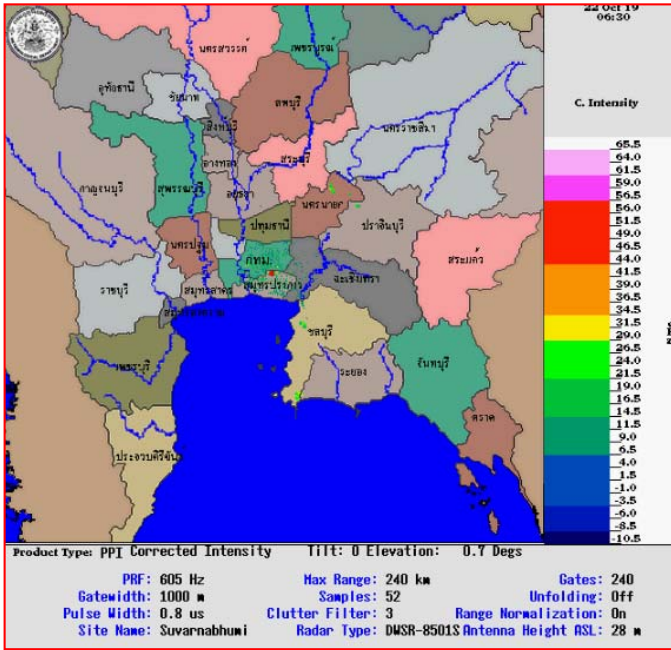 22 Oct 19
06:30
C. Intensity
นครสวรรค์
เพชรบูรณ์
อุทัยธานี
ชัยนาท
ลพบุรี
สิงห์บุรี
นครราชสีมา
อ่างทอง
สระบุรี
กาญจนบุรี
สุพรรณบุรี
อยุธยา
นครนายก
ปราจีนบุรี
ปทุมธานี
นครปฐม
กทม.
สระแก้ว
ฉะเชิงเทรา
ราชบุรี
สมุทรสาคร
สมุทรปราการ
ชลบุรี
เพชรบุรี
ระยอง
จันทบุรี
ตราด
ประจวบคีรีขันธ์
65.5
64.0
61.5
59.0
56.5
56.0
51.5
49.0
46.5
44.0
41.5
39.0
36.5
34.0
31.5
29.0
26.5
24.0
21.5
19.0
16.5
14.5
11.5
9.0
6.5
4.0
1.5
-1.0
-3.5
-6.0
-8.5
-10.5
Product Type: PPI Corrected Intensity Tilt: 0 Elevation: 0.7 Degs
PRF: 605 Hz Max Range: 240 km Gates: 240
Gatewidth: 1000 m Samples: 52 Unfolding: Off
Pulse Width: 0.8 us Clutter Filter: 3 Range Normalization: On
Site Name: Suvarnabhumi Radar Type: DWSR-8501S Antenna Height ASL: 28 m